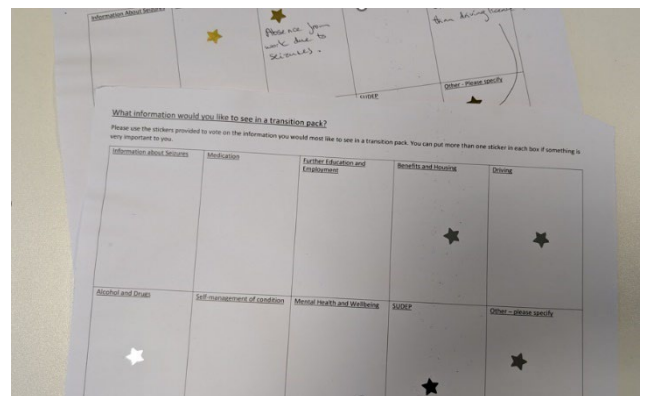 Information About Seizures
than driving licence
Absence from
work due to
seizures.
SUDEP
Other - Please specify
What information would you like to see in a transition pack?
Please use the stickers provided to vote on the information you would most like to see in a transition pack. You can put more than one sticker in each box if something is
very important to you.
Information about Seizures
Medication
Further Education and
Employment
Benefits and Housing
Driving
Alcohol and Drugs
Self-management of condition
Mental Health and Wellbeing
SUDEP
Other – please specify